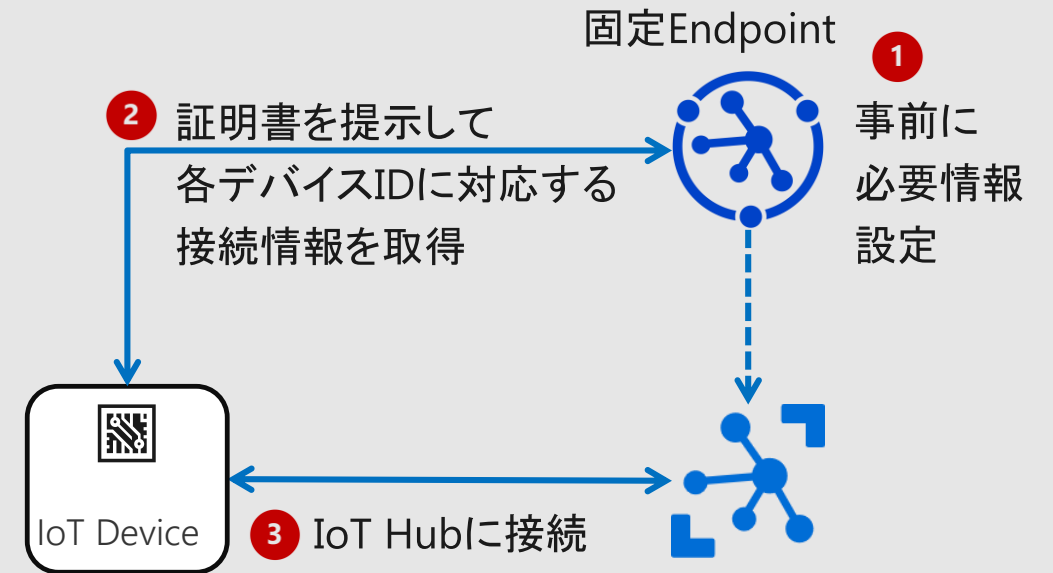 固定Endpoint
1
事前に
必要情報
設定
2
証明書を提示して
各デバイスIDに対応する
接続情報を取得
IoT Device
3
IoT Hubに接続